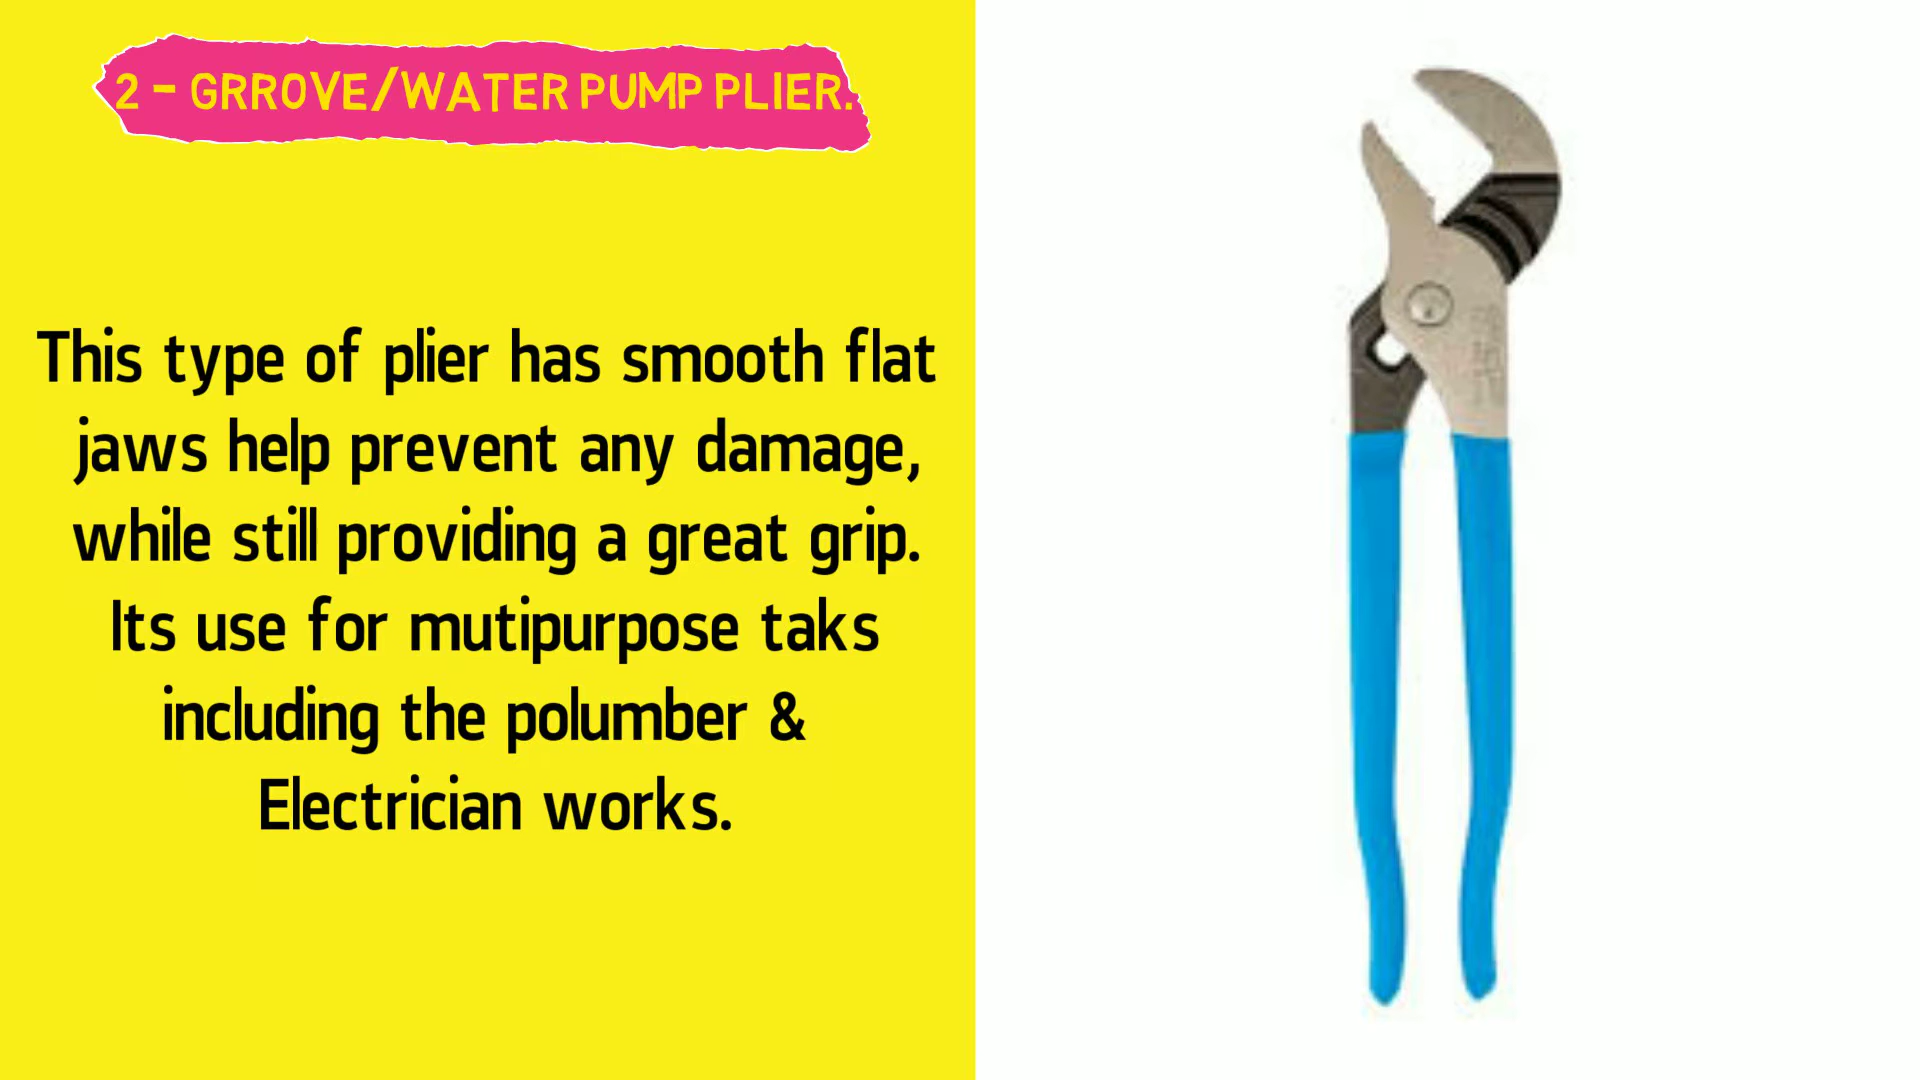 2 - GRROVE/WATER PUMP PLIER.
This type of plier has smooth flat
jaws help prevent any damage,
while still providing a great grip.
Its use for mutipurpose taks
including the polumber &
Electrician works.